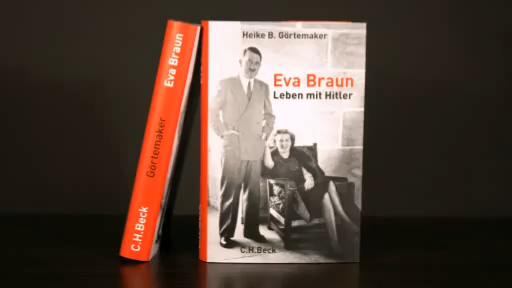 Eva Braun
Görtemaker
C.H.Beck
Heike B. Görtemaker
Eva Braun
Leben mit Hitler
C.H.Beck